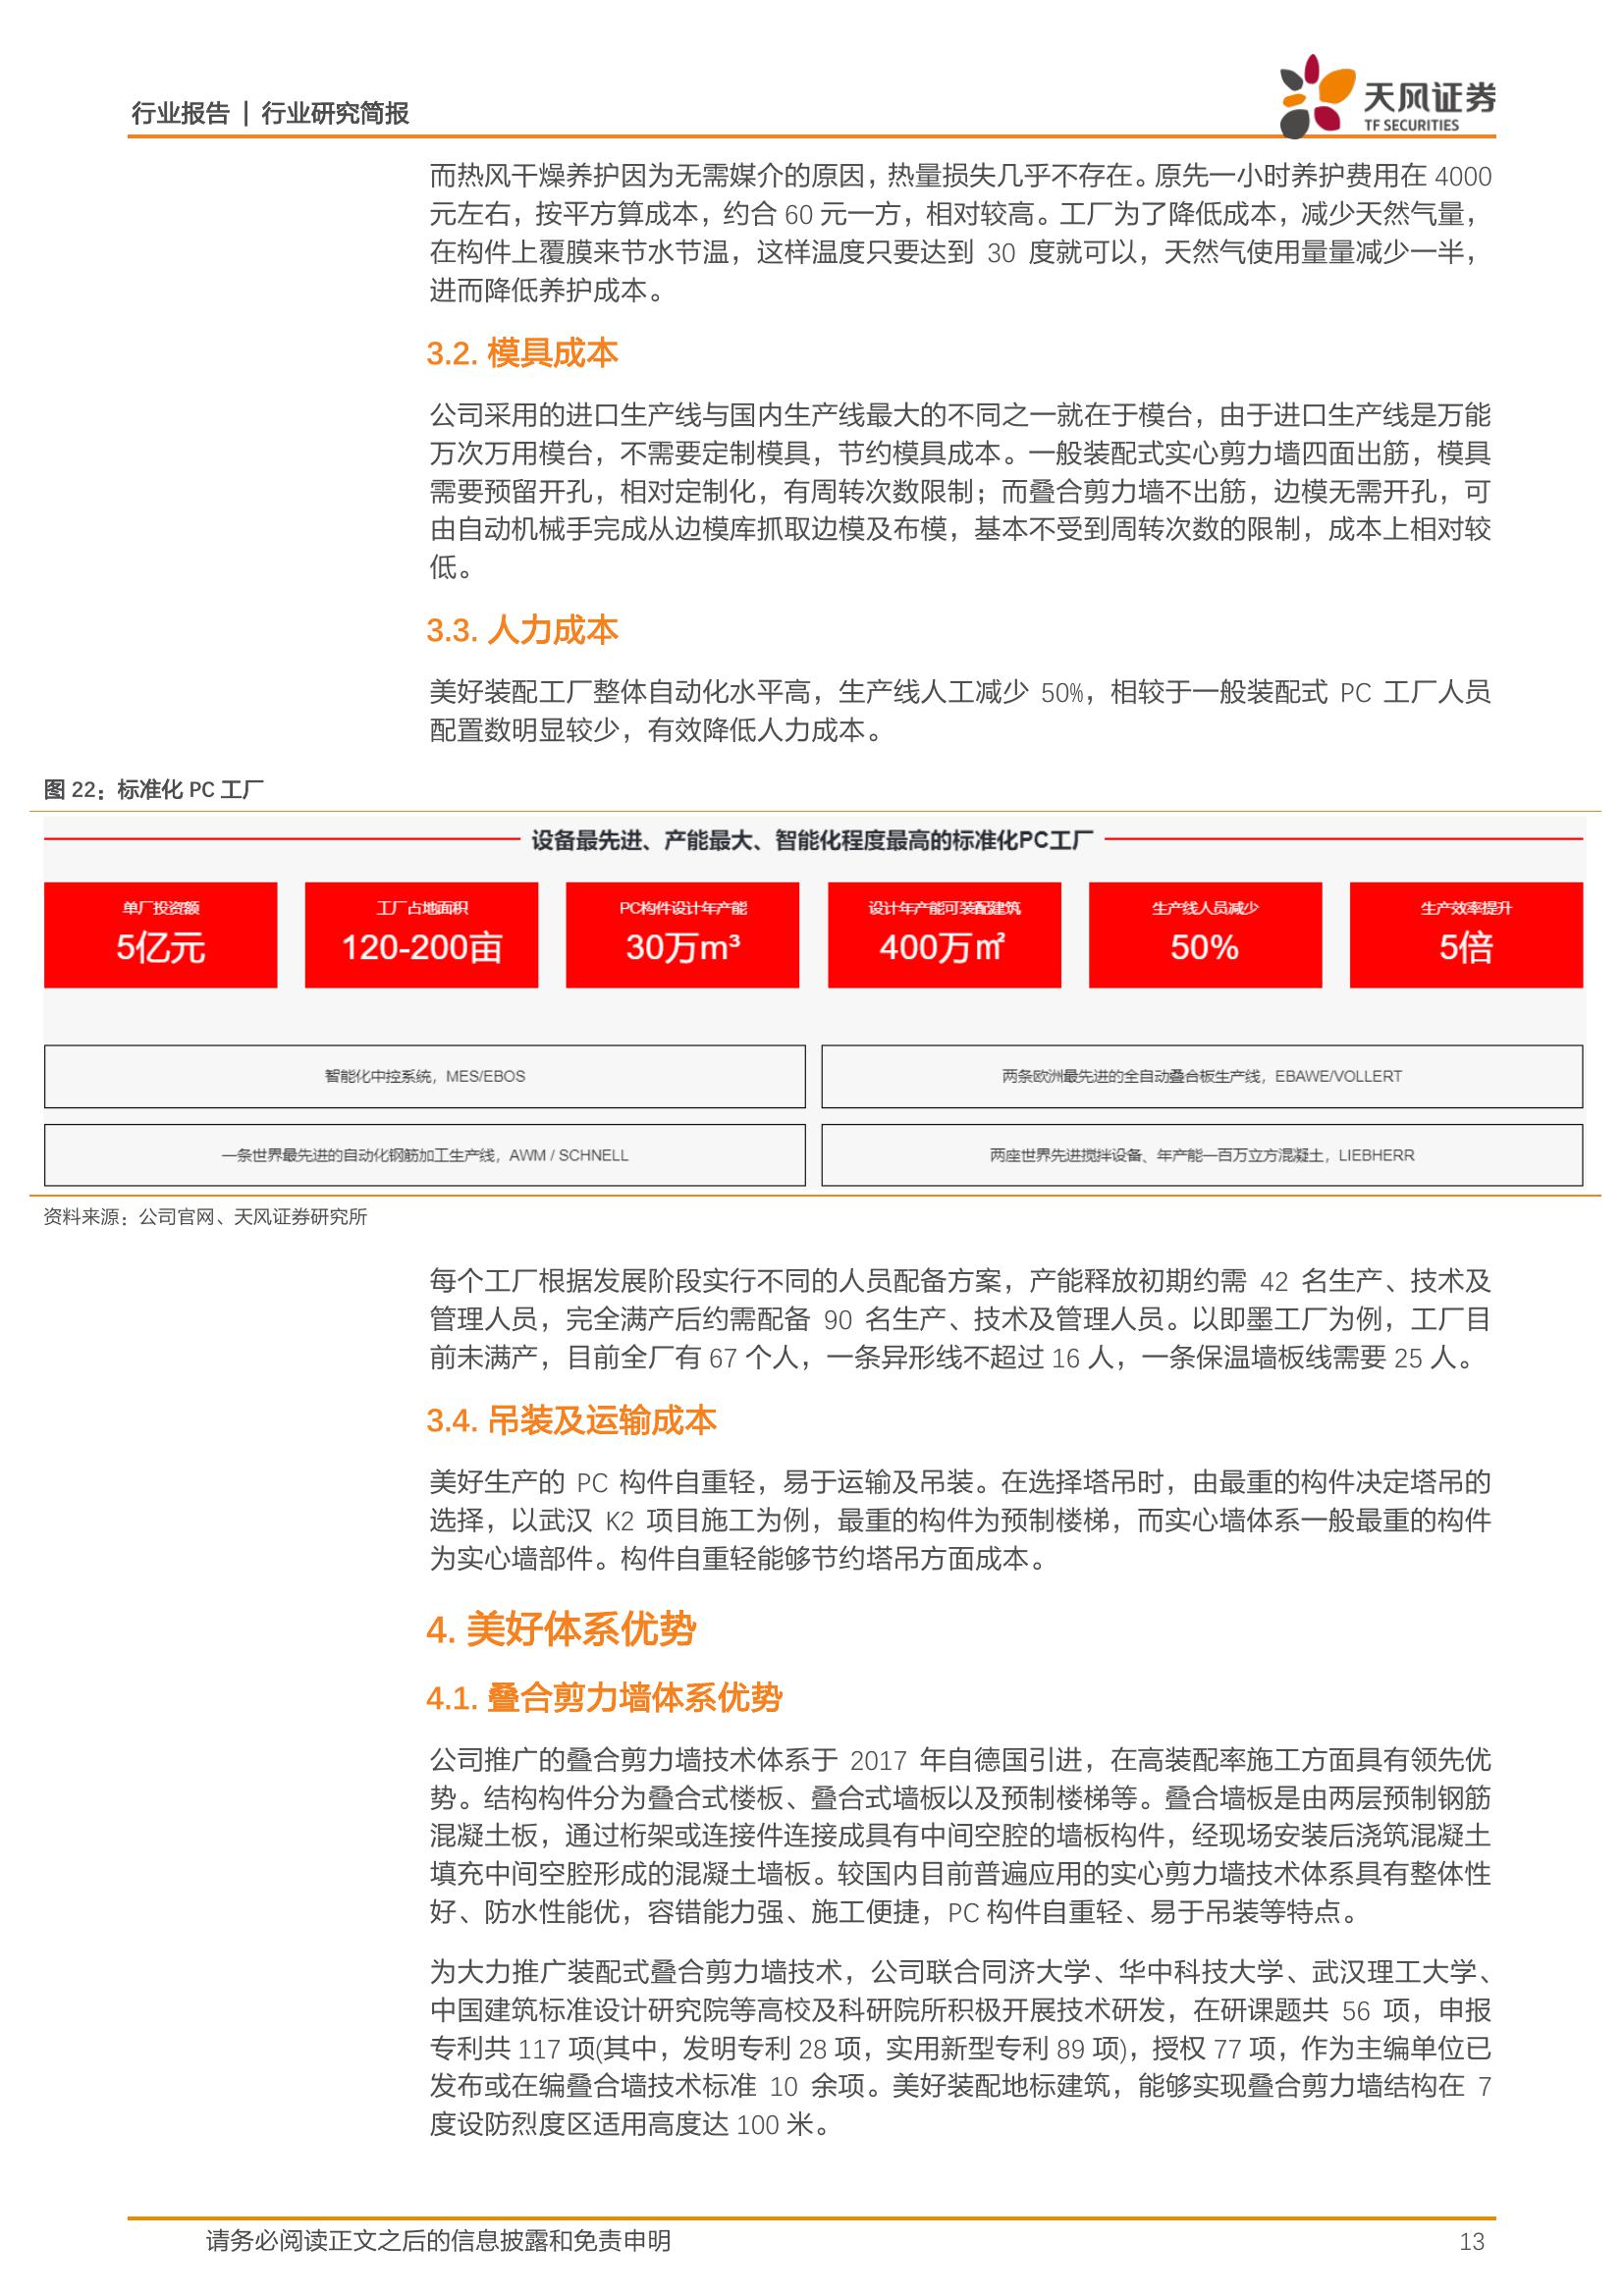 行业报告 | 行业研究简报
天风证券
TF SECURITIES
而热风干燥养护因为无需媒介的原因，热量损失几乎不存在。原先一小时养护费用在 4000
元左右，按平方算成本，约合 60 元一方，相对较高。工厂为了降低成本，减少天然气量，
在构件上覆膜来节水节温，这样温度只要达到 30 度就可以，天然气使用量量减少一半，
进而降低养护成本。
3.2. 模具成本
公司采用的进口生产线与国内生产线最大的不同之一就在于模台，由于进口生产线是万能
万次万用模台，不需要定制模具，节约模具成本。一般装配式实心剪力墙四面出筋，模具
需要预留开孔，相对定制化，有周转次数限制；而叠合剪力墙不出筋，边模无需开孔，可
由自动机械手完成从边模库抓取边模及布模，基本不受到周转次数的限制，成本上相对较
低。
3.3. 人力成本
美好装配工厂整体自动化水平高，生产线人工减少 50%，相较于一般装配式 PC 工厂人员
配置数明显较少，有效降低人力成本。
图 22：标准化 PC 工厂
设备最先进、产能最大、智能化程度最高的标准化PC工厂
单厂投资额
5亿元
工厂占地面积
120-200亩
PC构件设计年产能
30万m³
设计年产能可装配建筑
400万㎡
生产线人员减少
50%
生产效率提升
5倍
智能化中控系统，MES/EBOS
两条欧洲最先进的全自动叠合板生产线，EBAWE/VOLLERT
一条世界最先进的自动化钢筋加工生产线，AWM / SCHNELL
两座世界先进搅拌设备、年产能一百万立方混凝土，LIEBHERR
资料来源：公司官网、天风证券研究所
每个工厂根据发展阶段实行不同的人员配备方案，产能释放初期约需 42 名生产、技术及
管理人员，完全满产后约需配备 90 名生产、技术及管理人员。以即墨工厂为例，工厂目
前未满产，目前全厂有 67 个人，一条异形线不超过 16 人，一条保温墙板线需要 25 人。
3.4. 吊装及运输成本
美好生产的 PC 构件自重轻，易于运输及吊装。在选择塔吊时，由最重的构件决定塔吊的
选择，以武汉 K2 项目施工为例，最重的构件为预制楼梯，而实心墙体系一般最重的构件
为实心墙部件。构件自重轻能够节约塔吊方面成本。
4. 美好体系优势
4.1. 叠合剪力墙体系优势
公司推广的叠合剪力墙技术体系于 2017 年自德国引进，在高装配率施工方面具有领先优
势。结构构件分为叠合式楼板、叠合式墙板以及预制楼梯等。叠合墙板是由两层预制钢筋
混凝土板，通过桁架或连接件连接成具有中间空腔的墙板构件，经现场安装后浇筑混凝土
填充中间空腔形成的混凝土墙板。较国内目前普遍应用的实心剪力墙技术体系具有整体性
好、防水性能优，容错能力强、施工便捷，PC 构件自重轻、易于吊装等特点。
为大力推广装配式叠合剪力墙技术，公司联合同济大学、华中科技大学、武汉理工大学、
中国建筑标准设计研究院等高校及科研院所积极开展技术研发，在研课题共 56 项，申报
专利共 117 项(其中，发明专利 28 项，实用新型专利 89 项)，授权 77 项，作为主编单位已
发布或在编叠合墙技术标准 10 余项。美好装配地标建筑，能够实现叠合剪力墙结构在 7
度设防烈度区适用高度达 100 米。
请务必阅读正文之后的信息披露和免责申明
13